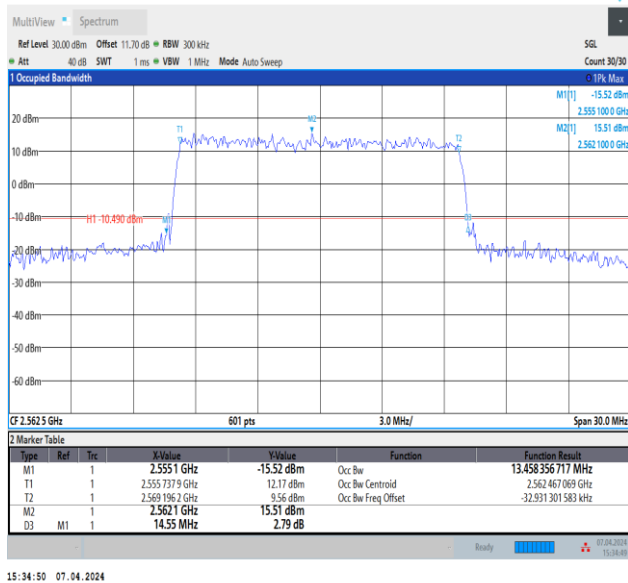 MultiView Spectrum
Ref Level 30.00 dBm Offset 11.70 dB RBW 300 kHz SGL
Att 40 dB SWT 1 ms VBW 1 MHz Mode Auto Sweep Count 30/30
1 Occupied Bandwidth 1Pk Max
M1[1] -15.52 dBm
2.555 100 0 GHz
M2[1] 15.51 dBm
2.562 100 0 GHz
20 dBm
T1 M2 T2
10 dBm
0 dBm
-10 dBm
H1 -10.490 dBm M1 D3
-20 dBm
-30 dBm
-40 dBm
-50 dBm
-60 dBm
CF 2.562 5 GHz 601 pts 3.0 MHz/ Span 30.0 MHz
2 Marker Table
Type Ref Trc X-Value Y-Value Function Function Result
M1 1 2.555 1 GHz -15.52 dBm Occ Bw 13.458 356 717 MHz
T1 1 2.555 737 9 GHz 12.17 dBm Occ Bw Centroid 2.562 467 069 GHz
T2 1 2.569 196 2 GHz 9.56 dBm Occ Bw Freq Offset -32.931 301 583 kHz
M2 1 2.562 1 GHz 15.51 dBm
D3 M1 1 14.55 MHz 2.79 dB
Ready 07.04.2024
15:34:49
15:34:50 07.04.2024